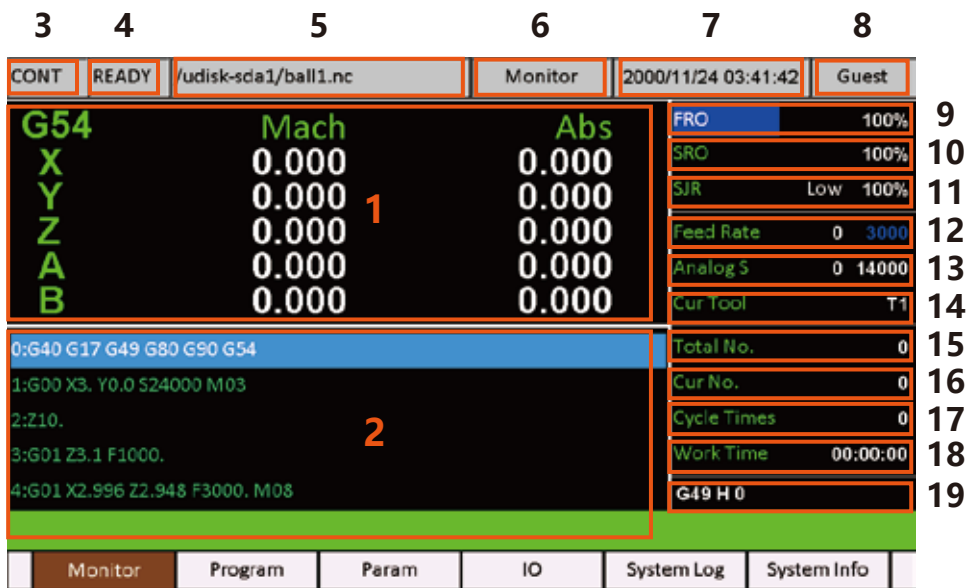 3 4 5 6 7 8
CONT READY /udisk-sda1/ball1.nc Monitor 2000/11/24 03:41:42 Guest
G54 Mach Abs
X 0.000 0.000
Y 0.000 0.000
Z 0.000 0.000
A 0.000 0.000
B 0.000 0.000
1
FRO 100% 9
SRO 100% 10
SJR Low 100% 11
Feed Rate 0 3000 12
Analog S 0 14000 13
Cur Tool T1 14
0:G40 G17 G49 G80 G90 G54
1:G00 X3. Y0.0 S24000 M03
2:Z10.
3:G01 Z3.1 F1000.
4:G01 X2.996 Z2.948 F3000. M08
2
Total No. 0 15
Cur No. 0 16
Cycle Times 0 17
Work Time 00:00:00 18
G49 H 0 19
Monitor Program Param IO System Log System Info